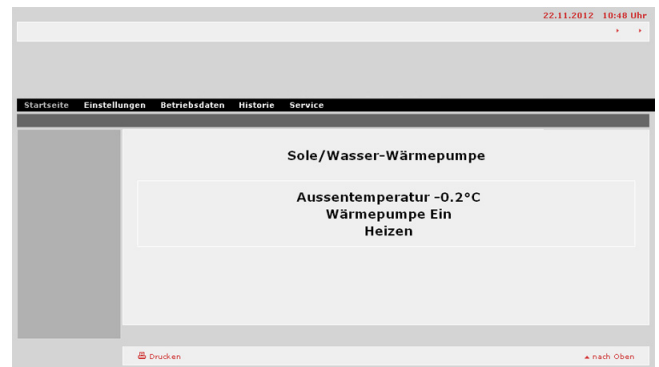 22.11.2012 10:48 Uhr
Startseite Einstellungen Betriebsdaten Historie Service
Sole/Wasser-Wärmepumpe
Aussentemperatur -0.2°C
Wärmepumpe Ein
Heizen
Drucken nach Oben